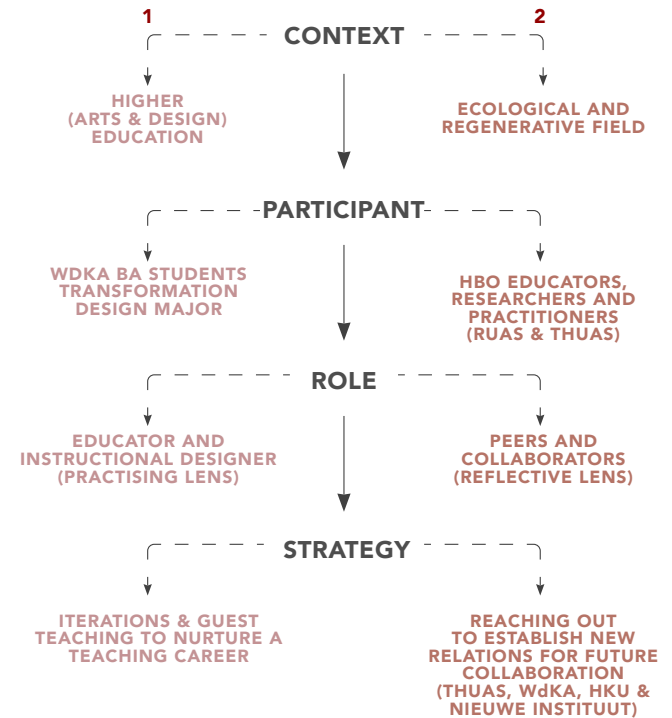 1
2
CONTEXT
HIGHER
(ARTS & DESIGN)
EDUCATION
ECOLOGICAL AND
REGENERATIVE FIELD
PARTICIPANT
WDKA BA STUDENTS
TRANSFORMATION
DESIGN MAJOR
HBO EDUCATORS,
RESEARCHERS AND
PRACTITIONERS
(RUAS & THUAS)
ROLE
EDUCATOR AND
INSTRUCTIONAL DESIGNER
(PRACTISING LENS)
PEERS AND
COLLABORATORS
(REFLECTIVE LENS)
STRATEGY
ITERATIONS & GUEST
TEACHING TO NURTURE A
TEACHING CAREER
REACHING OUT
TO ESTABLISH NEW
RELATIONS FOR FUTURE
COLLABORATION
(THUAS, WdKA, HKU &
NIEUWE INSTITUUT)